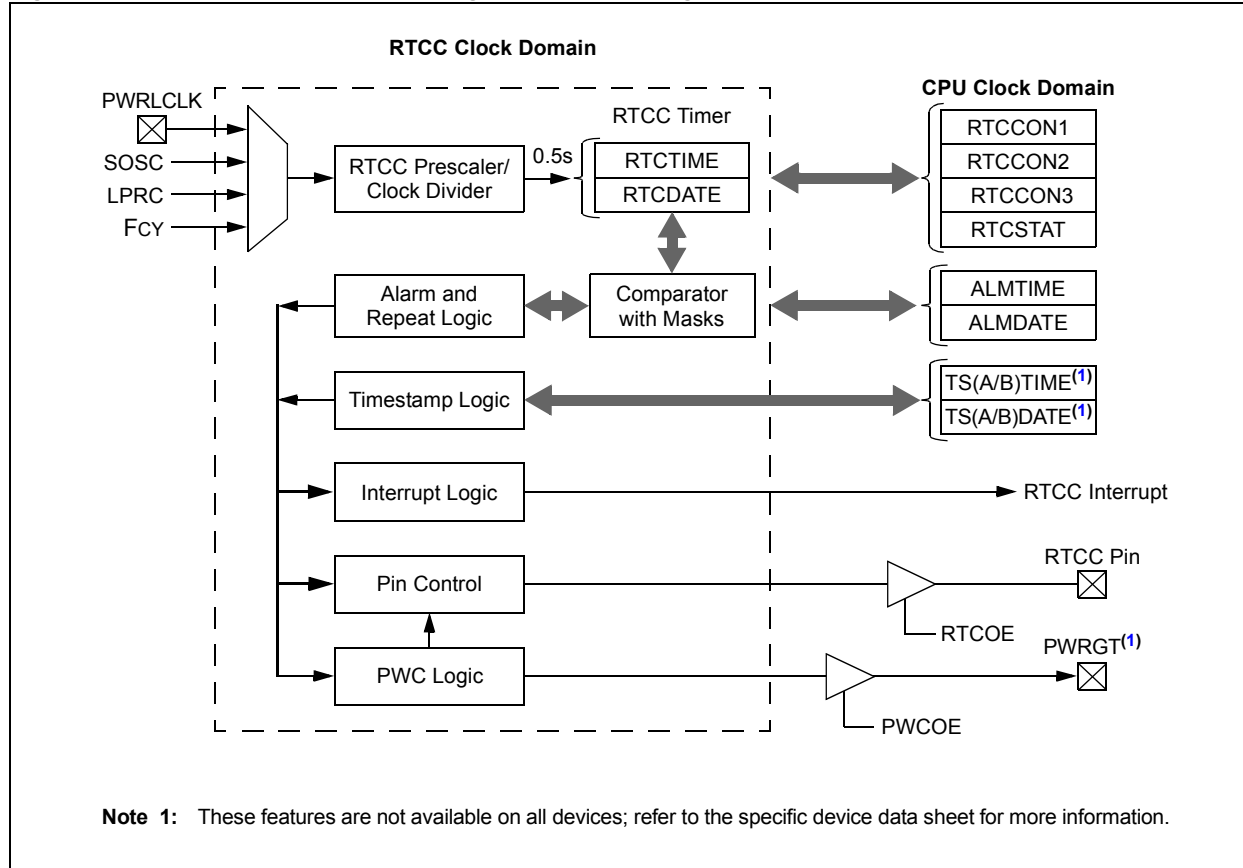 RTCC Clock Domain
CPU Clock Domain
PWRLCLK
SOSC
LPRC
FCY
RTCC Prescaler/
Clock Divider
0.5s
RTCC Timer
RTCTIME
RTCDATE
RTCCON1
RTCCON2
RTCCON3
RTCSTAT
Alarm and
Repeat Logic
Comparator
with Masks
ALMTIME
ALMDATE
Timestamp Logic
TS(A/B)TIME(1)
TS(A/B)DATE(1)
Interrupt Logic
RTCC Interrupt
Pin Control
RTCC Pin
RTCOE
PWC Logic
PWRGT(1)
PWCOE
Note 1: These features are not available on all devices; refer to the specific device data sheet for more information.